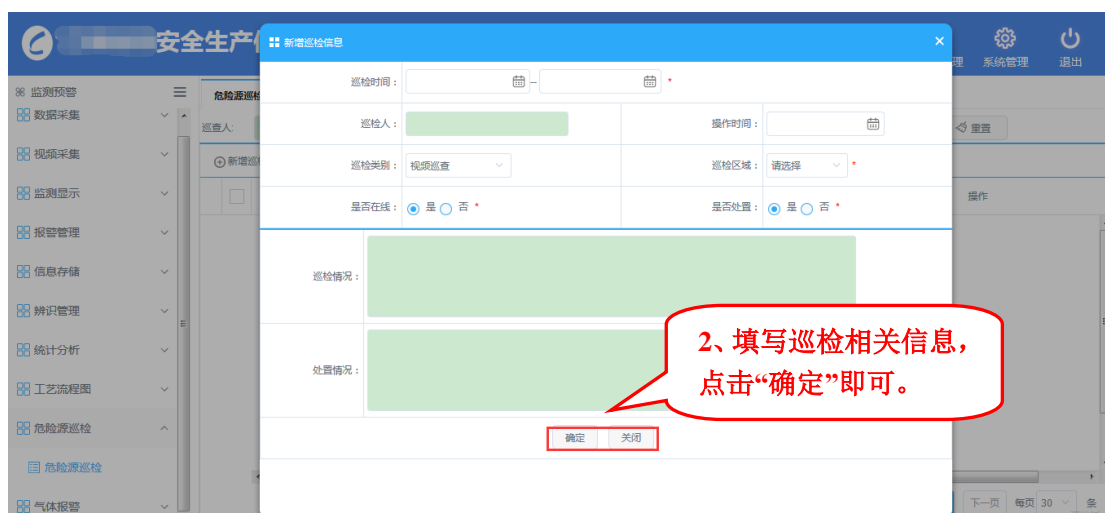 安全生产
新增巡检信息
×
理 系统管理 退出
监测预警
数据采集
视频采集
监测显示
报警管理
信息存储
辨识管理
统计分析
工艺流程图
危险源巡检
危险源巡检
气体报警
危险源巡检
巡查人:
重置
新增巡
操作
巡检时间：
– *
巡检人：
操作时间：
巡检类别： 视频巡查
巡检区域： 请选择 *
是否在线： 是 否 *
是否处置： 是 否 *
巡检情况：
处置情况：
2、填写巡检相关信息，
点击“确定”即可。
确定 关闭
下一页 每页 30 条